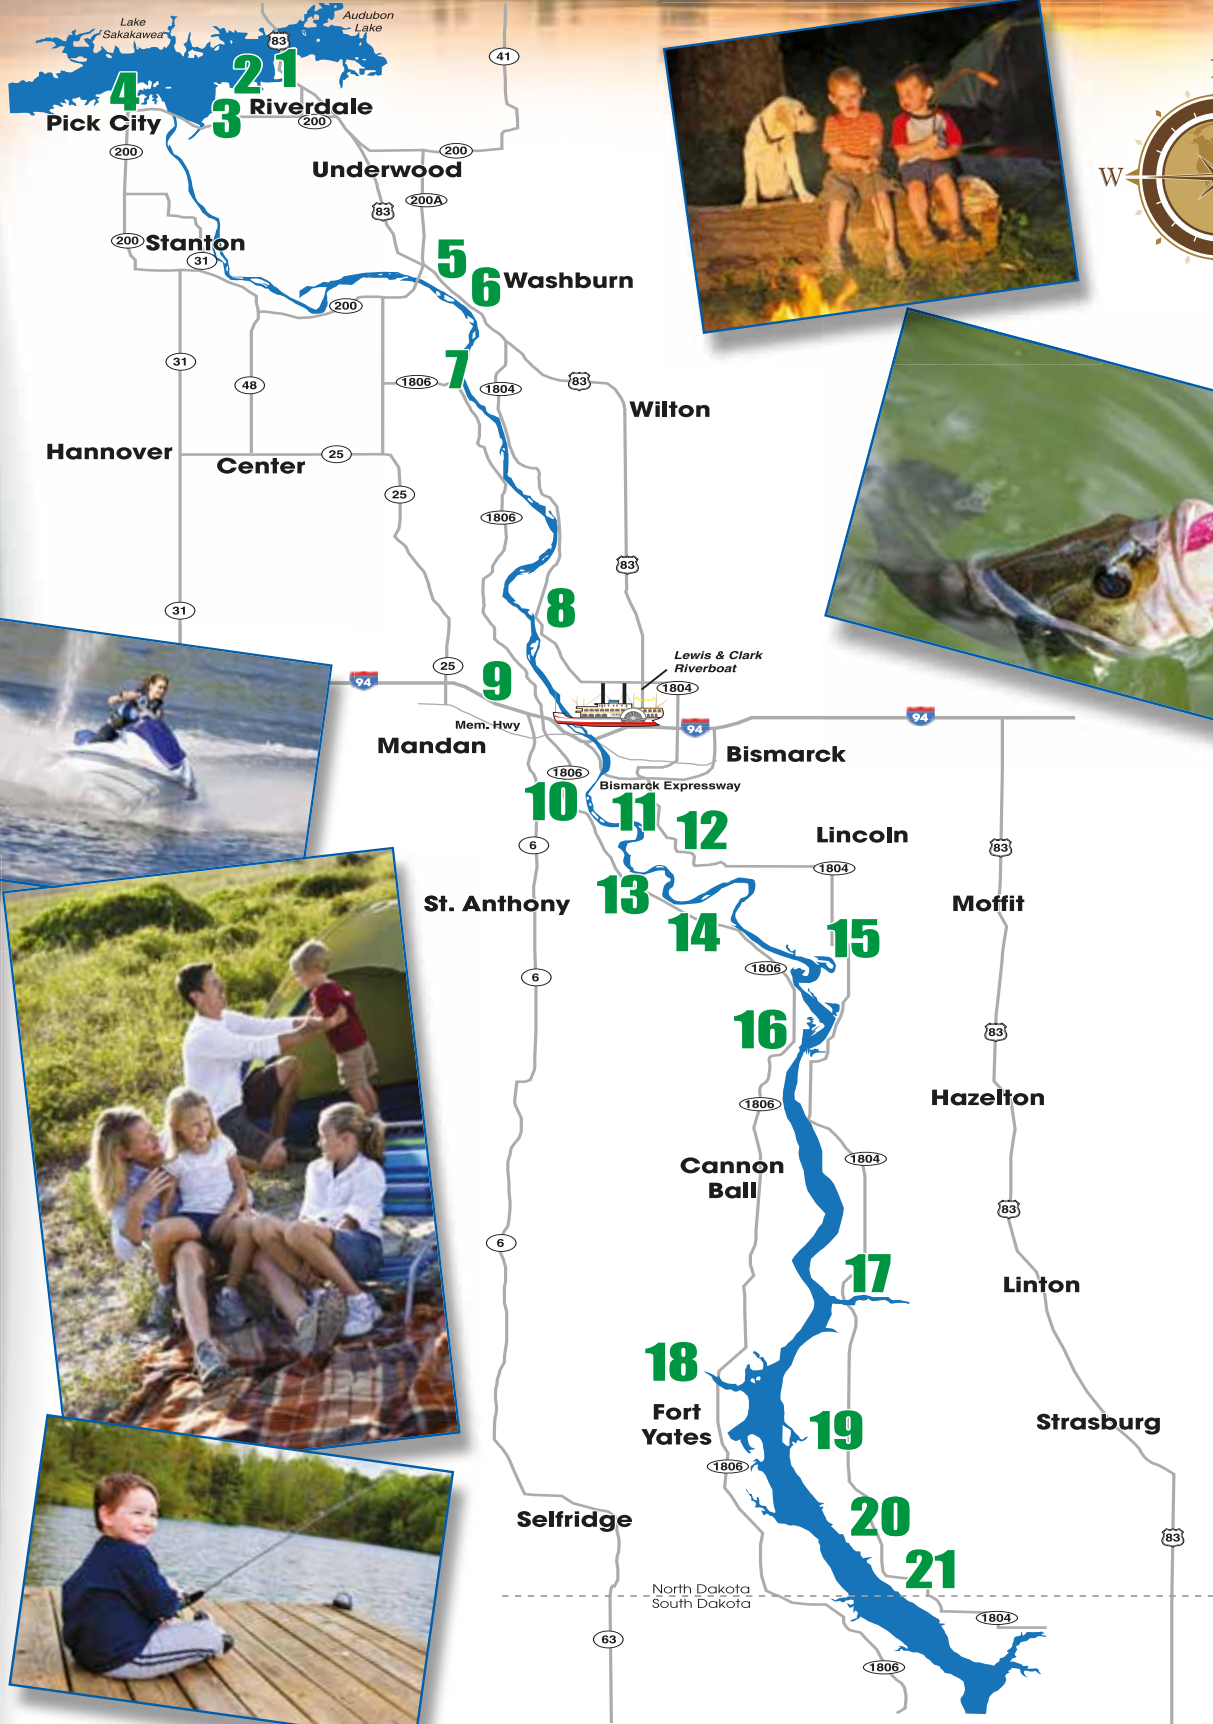 Lake
Sakakawea
Audubon
Lake
83
41
1
2
4
3
Riverdale
Pick City
200
200
200
Underwood
200A
83
200
Stanton
31
5
6
Washburn
200
31
48
7
1806
1804
83
Wilton
Hannover
Center
25
25
1806
83
31
8
Lewis & Clark
Riverboat
25
94
9
1804
Mem. Hwy
94
94
Mandan
Bismarck
1806
Bismarck Expressway
10
11
12
Lincoln
6
1804
83
13
St. Anthony
Moffit
14
15
1806
6
16
83
1806
Hazelton
Cannon
Ball
1804
83
6
17
Linton
18
Fort
Yates
19
Strasburg
1806
20
Selfridge
83
21
North Dakota
South Dakota
1804
63
1806
W